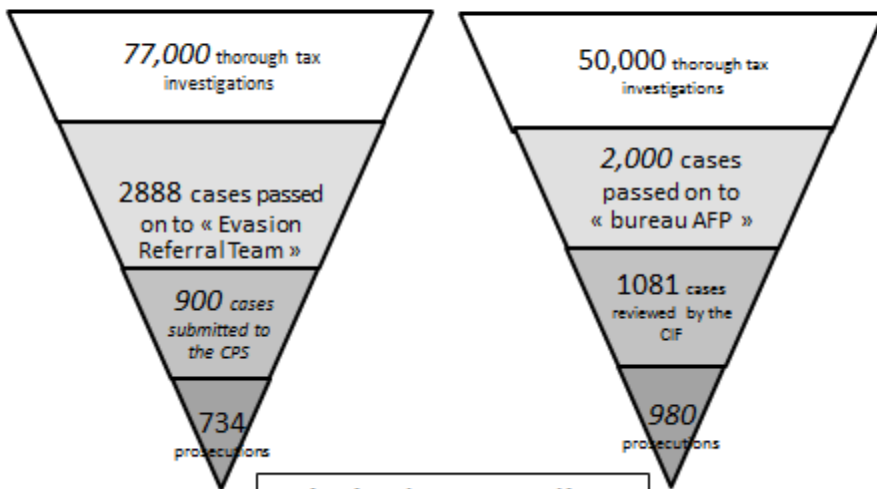 77,000 thorough tax
investigations
2888 cases passed
on to « Evasion
Referral Team »
900 cases
submitted to
the CPS
734
prosecutions
50,000 thorough tax
investigations
2,000 cases
passed on to
« bureau AFP »
1081 cases
reviewed by the
CIF
980
prosecutions